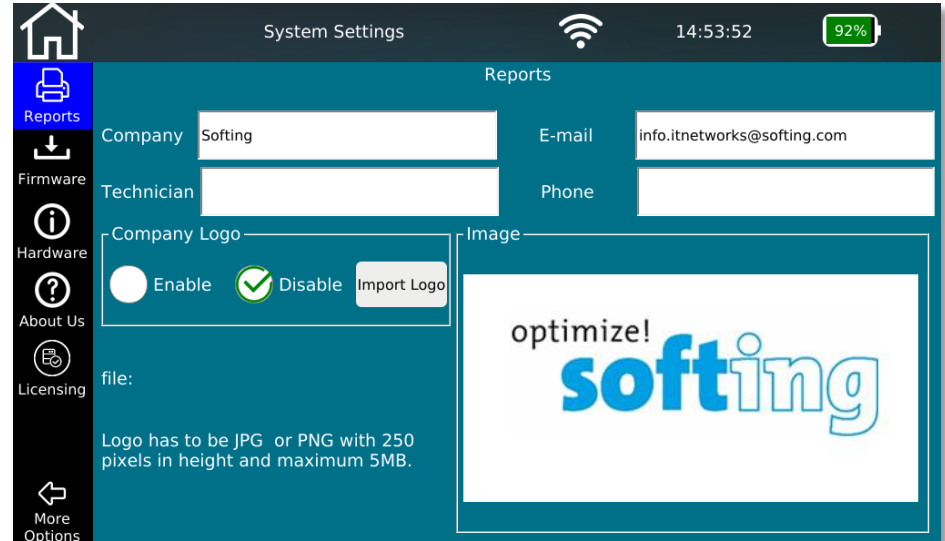 System Settings 14:53:52 92%
Reports
Reports
Company Softing E-mail info.itnetworks@softing.com
Firmware
Technician Phone
Company Logo Image
Hardware
Enable Disable Import Logo
optimize!
softing
About Us
Licensing
file:
Logo has to be JPG or PNG with 250
pixels in height and maximum 5MB.
More
Options